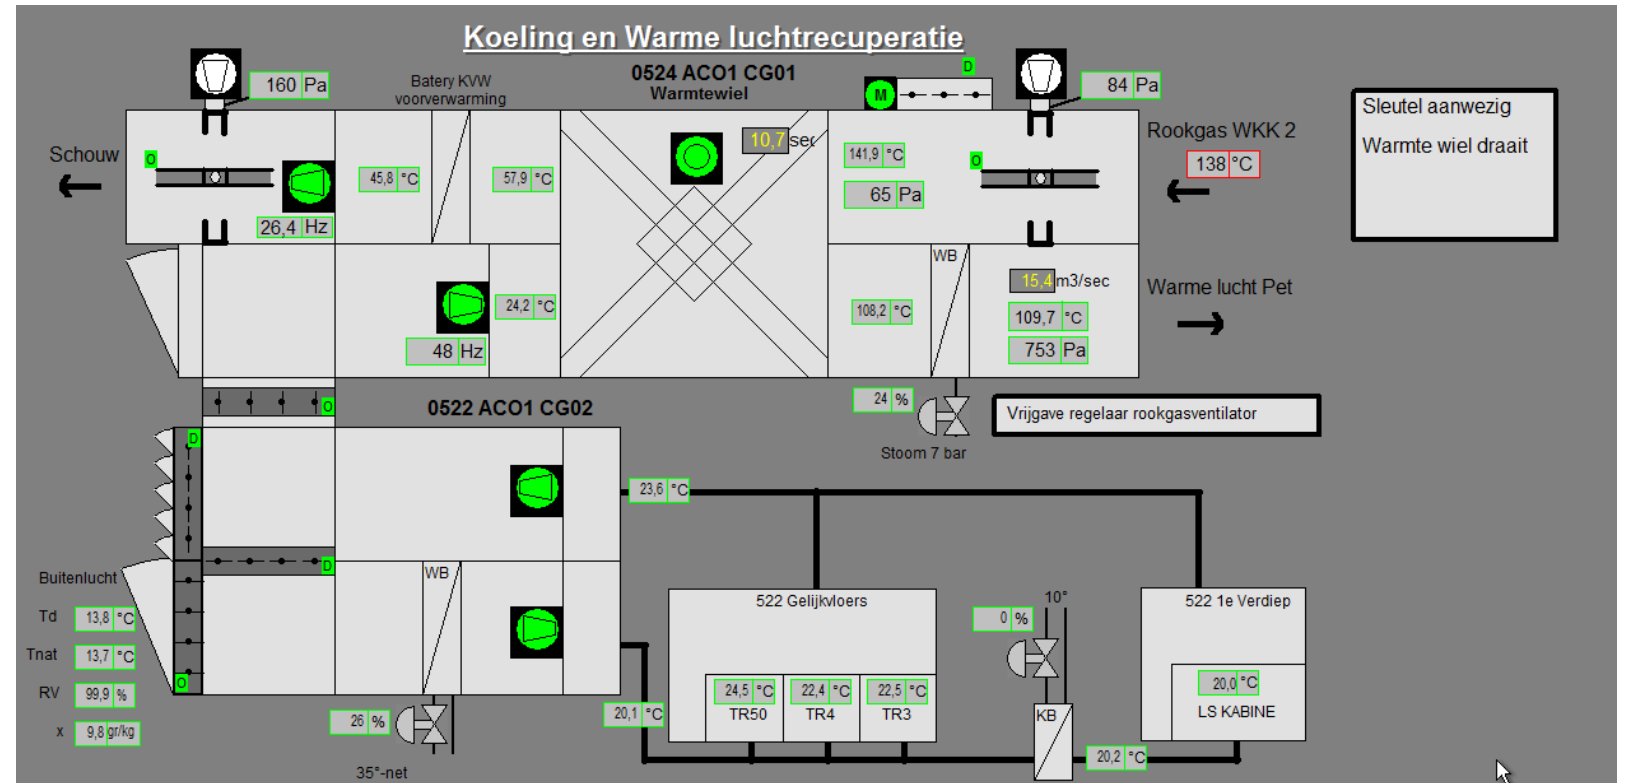 Koeling en Warme luchtrecuperatie
160 Pa
Batery KVW
voorverwarming
0524 ACO1 CG01
Warmtewiel
D
M
84 Pa
Sleutel aanwezig
Warmte wiel draait
Schouw
O
45,8 °C
57,9 °C
10,7 sec
141,9 °C
65 Pa
O
Rookgas WKK 2
138 °C
26,4 Hz
24,2 °C
48 Hz
108,2 °C
WB
15,4 m3/sec
109,7 °C
753 Pa
Warme lucht Pet
O
0522 ACO1 CG02
24 %
Stoom 7 bar
Vrijgave regelaar rookgasventilator
D
23,6 °C
D
WB
Buitenlucht
Td 13,8 °C
Tnat 13,7 °C
RV 99,9 %
x 9,8 gr/kg
O
26 %
35°-net
20,1 °C
522 Gelijkvloers
24,5 °C
TR50
22,4 °C
TR4
22,5 °C
TR3
10°
0 %
KB
20,2 °C
522 1e Verdiep
20,0 °C
LS KABINE